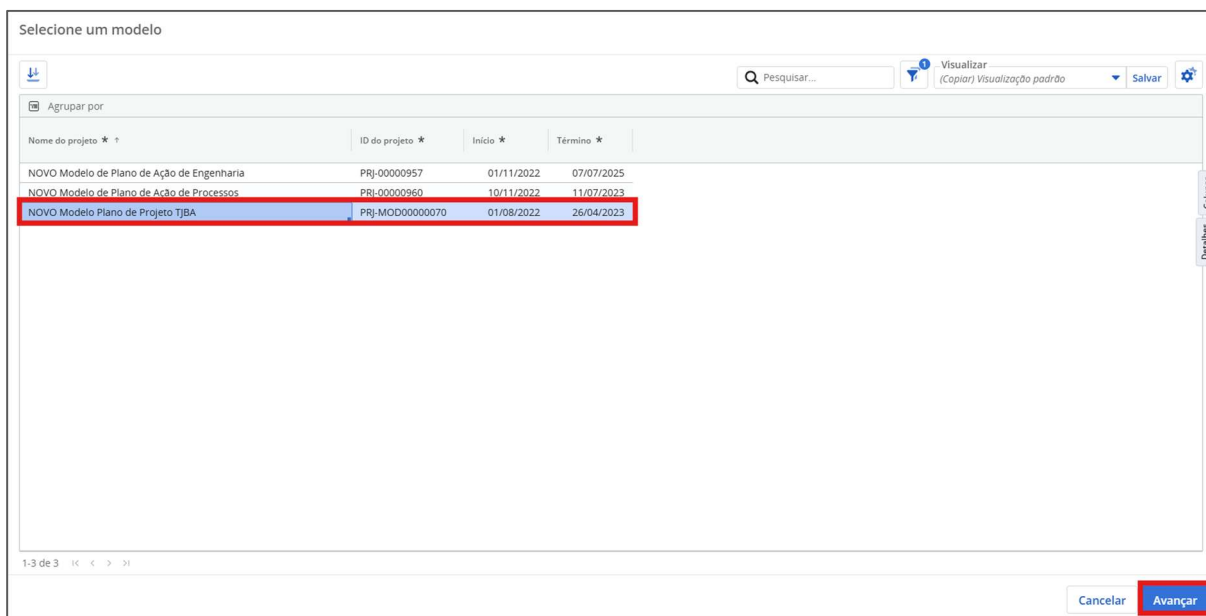 Selecione um modelo
Pesquisar...
1
Visualizar
(Copiar) Visualização padrão
Salvar
Agrupar por
Nome do projeto * ↑ ID do projeto * Início * Término *
NOVO Modelo de Plano de Ação de Engenharia PRJ-00000957 01/11/2022 07/07/2025
NOVO Modelo de Plano de Ação de Processos PRJ-00000960 10/11/2022 11/07/2023
NOVO Modelo Plano de Projeto TJBA PRJ-MOD00000070 01/08/2022 26/04/2023
Detalhes
1-3 de 3
Cancelar Avançar